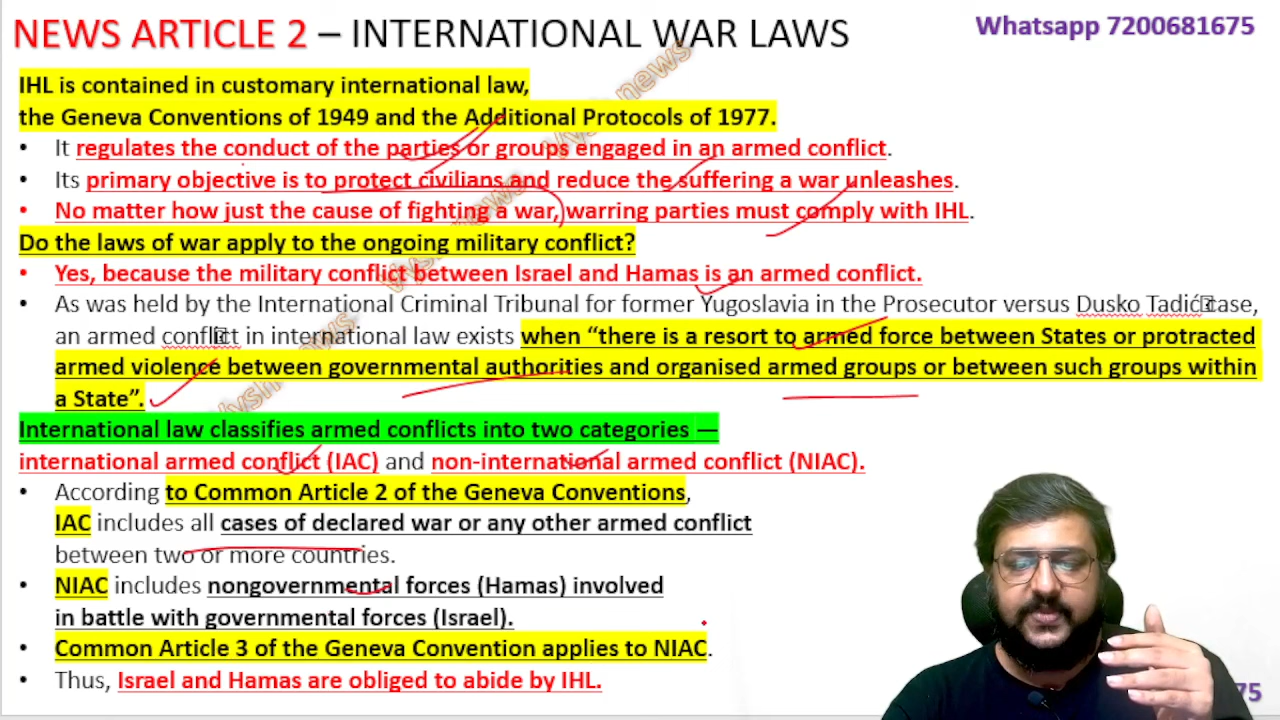 NEWS ARTICLE 2 – INTERNATIONAL WAR LAWS
Whatsapp 7200681675
IHL is contained in customary international law,
the Geneva Conventions of 1949 and the Additional Protocols of 1977.
• It regulates the conduct of the parties or groups engaged in an armed conflict.
• Its primary objective is to protect civilians and reduce the suffering a war unleashes.
• No matter how just the cause of fighting a war, warring parties must comply with IHL.
Do the laws of war apply to the ongoing military conflict?
• Yes, because the military conflict between Israel and Hamas is an armed conflict.
• As was held by the International Criminal Tribunal for former Yugoslavia in the Prosecutor versus Dusko Tadić case,
an armed conflict in international law exists when “there is a resort to armed force between States or protracted
armed violence between governmental authorities and organised armed groups or between such groups within
a State”.
International law classifies armed conflicts into two categories —
international armed conflict (IAC) and non-international armed conflict (NIAC).
• According to Common Article 2 of the Geneva Conventions,
IAC includes all cases of declared war or any other armed conflict
between two or more countries.
• NIAC includes nongovernmental forces (Hamas) involved
in battle with governmental forces (Israel).
• Common Article 3 of the Geneva Convention applies to NIAC.
• Thus, Israel and Hamas are obliged to abide by IHL.
75